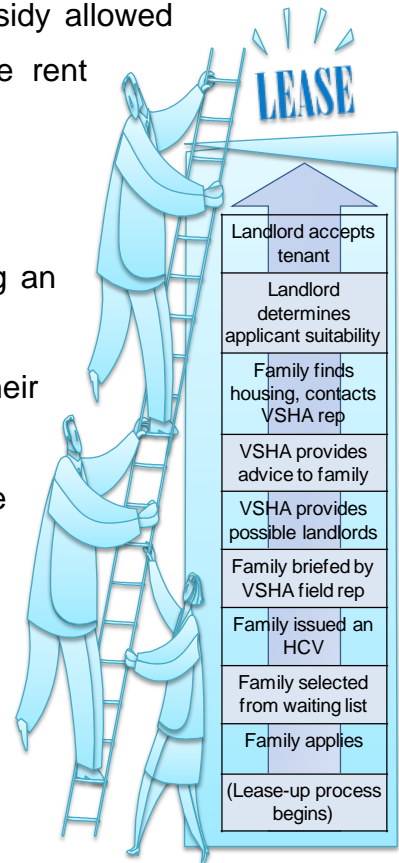 sidy allowed
e rent
g an
heir
e
LEASE
Landlord accepts
tenant
Landlord
determines
applicant suitability
Family finds
housing, contacts
VSHA rep
VSHA provides
advice to family
VSHA provides
possible landlords
Family briefed by
VSHA field rep
Family issued an
HCV
Family selected
from waiting list
Family applies
(Lease-up process
begins)